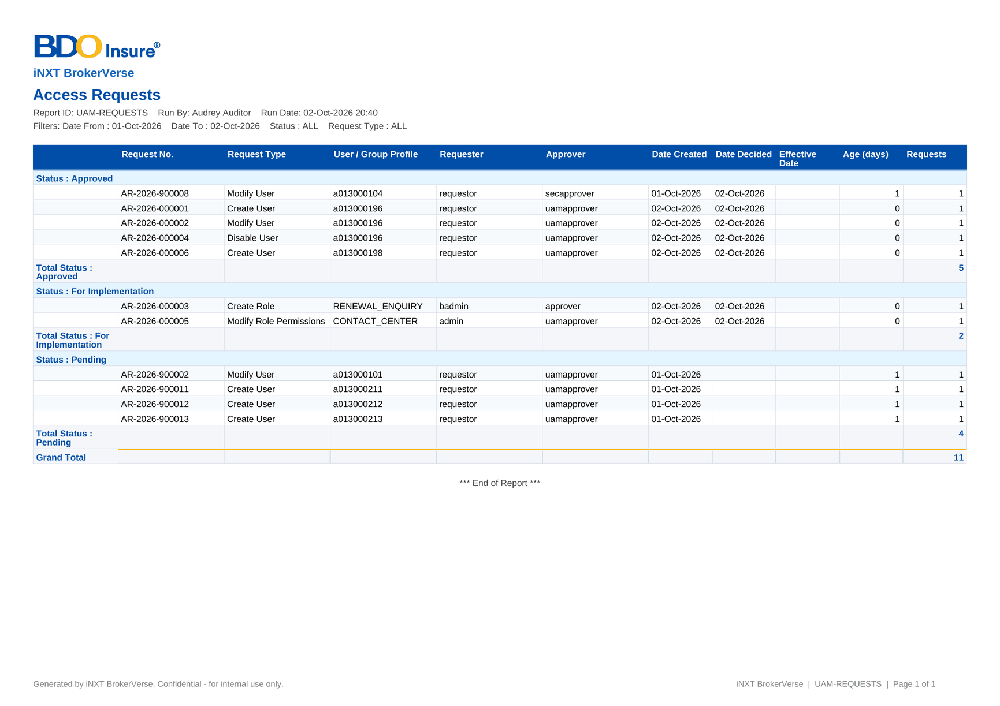 BDO Insure®
iNXT BrokerVerse
Access Requests
Report ID: UAM-REQUESTS Run By: Audrey Auditor Run Date: 02-Oct-2026 20:40
Filters: Date From : 01-Oct-2026 Date To : 02-Oct-2026 Status : ALL Request Type : ALL
Request No. Request Type User / Group Profile Requester Approver Date Created Date Decided Effective Date Age (days) Requests
Status : Approved
AR-2026-900008 Modify User a013000104 requestor secapprover 01-Oct-2026 02-Oct-2026 1 1
AR-2026-000001 Create User a013000196 requestor uamapprover 02-Oct-2026 02-Oct-2026 0 1
AR-2026-000002 Modify User a013000196 requestor uamapprover 02-Oct-2026 02-Oct-2026 0 1
AR-2026-000004 Disable User a013000196 requestor uamapprover 02-Oct-2026 02-Oct-2026 0 1
AR-2026-000006 Create User a013000198 requestor uamapprover 02-Oct-2026 02-Oct-2026 0 1
Total Status : Approved 5
Status : For Implementation
AR-2026-000003 Create Role RENEWAL_ENQUIRY badmin approver 02-Oct-2026 02-Oct-2026 0 1
AR-2026-000005 Modify Role Permissions CONTACT_CENTER admin uamapprover 02-Oct-2026 02-Oct-2026 0 1
Total Status : For Implementation 2
Status : Pending
AR-2026-900002 Modify User a013000101 requestor uamapprover 01-Oct-2026 1 1
AR-2026-900011 Create User a013000211 requestor uamapprover 01-Oct-2026 1 1
AR-2026-900012 Create User a013000212 requestor uamapprover 01-Oct-2026 1 1
AR-2026-900013 Create User a013000213 requestor uamapprover 01-Oct-2026 1 1
Total Status : Pending 4
Grand Total 11
*** End of Report ***
Generated by iNXT BrokerVerse. Confidential - for internal use only.
iNXT BrokerVerse | UAM-REQUESTS | Page 1 of 1